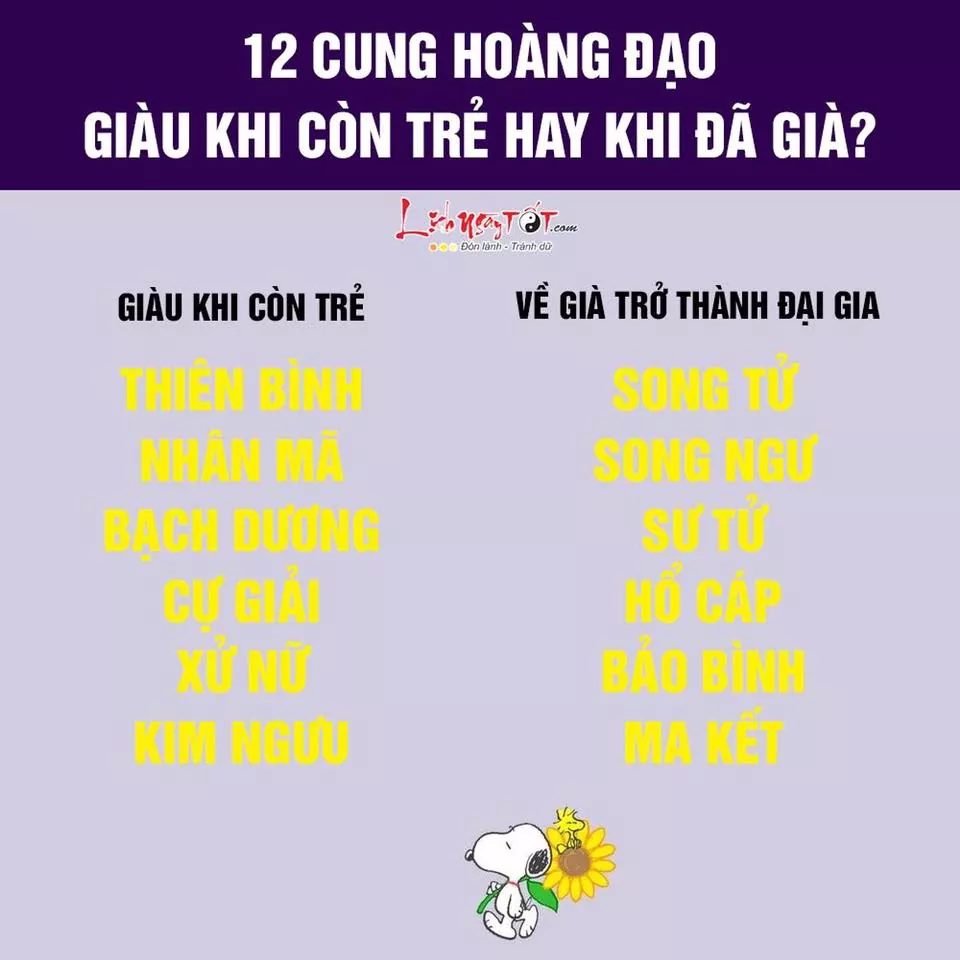 12 CUNG HOÀNG ĐẠO
GIÀU KHI CÒN TRẺ HAY KHI ĐÃ GIÀ?
LịchNgàyTỐT.com
Đón lành - Tránh dữ
GIÀU KHI CÒN TRẺ
THIÊN BÌNH
NHÂN MÃ
BẠCH DƯƠNG
CỰ GIẢI
XỬ NỮ
KIM NGƯU
VỀ GIÀ TRỞ THÀNH ĐẠI GIA
SONG TỬ
SONG NGƯ
SƯ TỬ
HỔ CÁP
BẢO BÌNH
MA KẾT